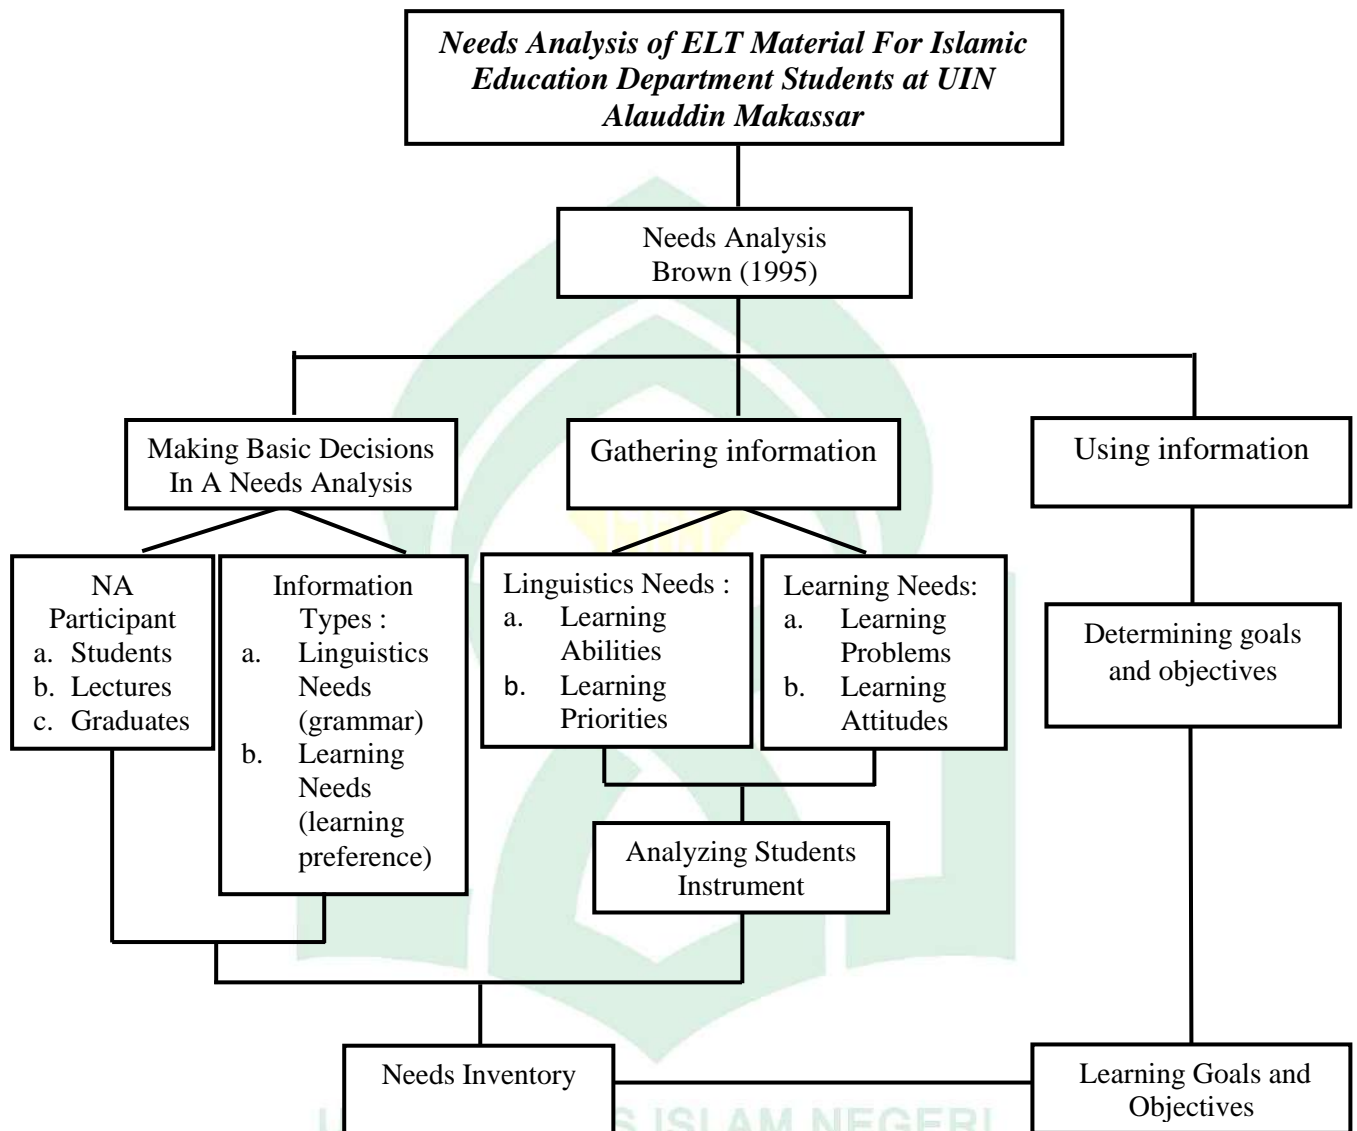 Needs Analysis of ELT Material For Islamic
Education Department Students at UIN
Alauddin Makassar
Needs Analysis
Brown (1995)
Making Basic Decisions
In A Needs Analysis
Gathering information
Using information
NA
Participant
a. Students
b. Lectures
c. Graduates
Information
Types :
a. Linguistics
Needs
(grammar)
b. Learning
Needs
(learning
preference)
Linguistics Needs :
a. Learning
Abilities
b. Learning
Priorities
Learning Needs:
a. Learning
Problems
b. Learning
Attitudes
Determining goals
and objectives
Analyzing Students
Instrument
Needs Inventory
Learning Goals and
Objectives
ISLAM NEGERI